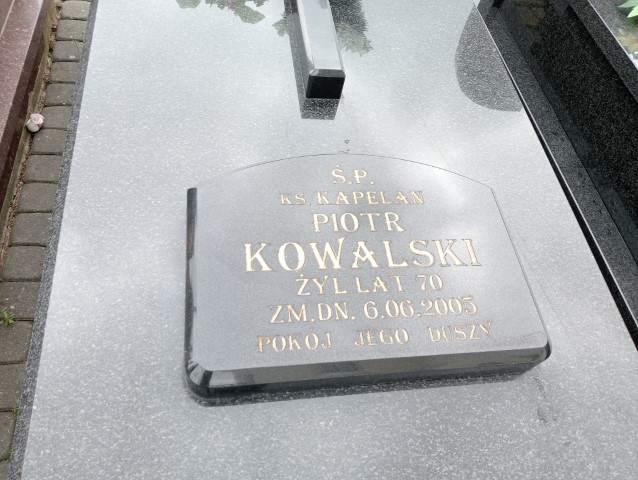 Ś.P.
KS. KAPELAN
PIOTR
KOWALSKI
ŻYŁ LAT 70
ZM.DN. 6.06.2005
POKÓJ JEGO DUSZY